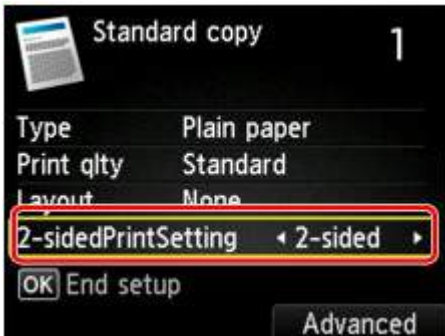 Standard copy 1
Type Plain paper
Print qlty Standard
Layout None
2-sidedPrintSetting 2-sided
OK End setup
Advanced